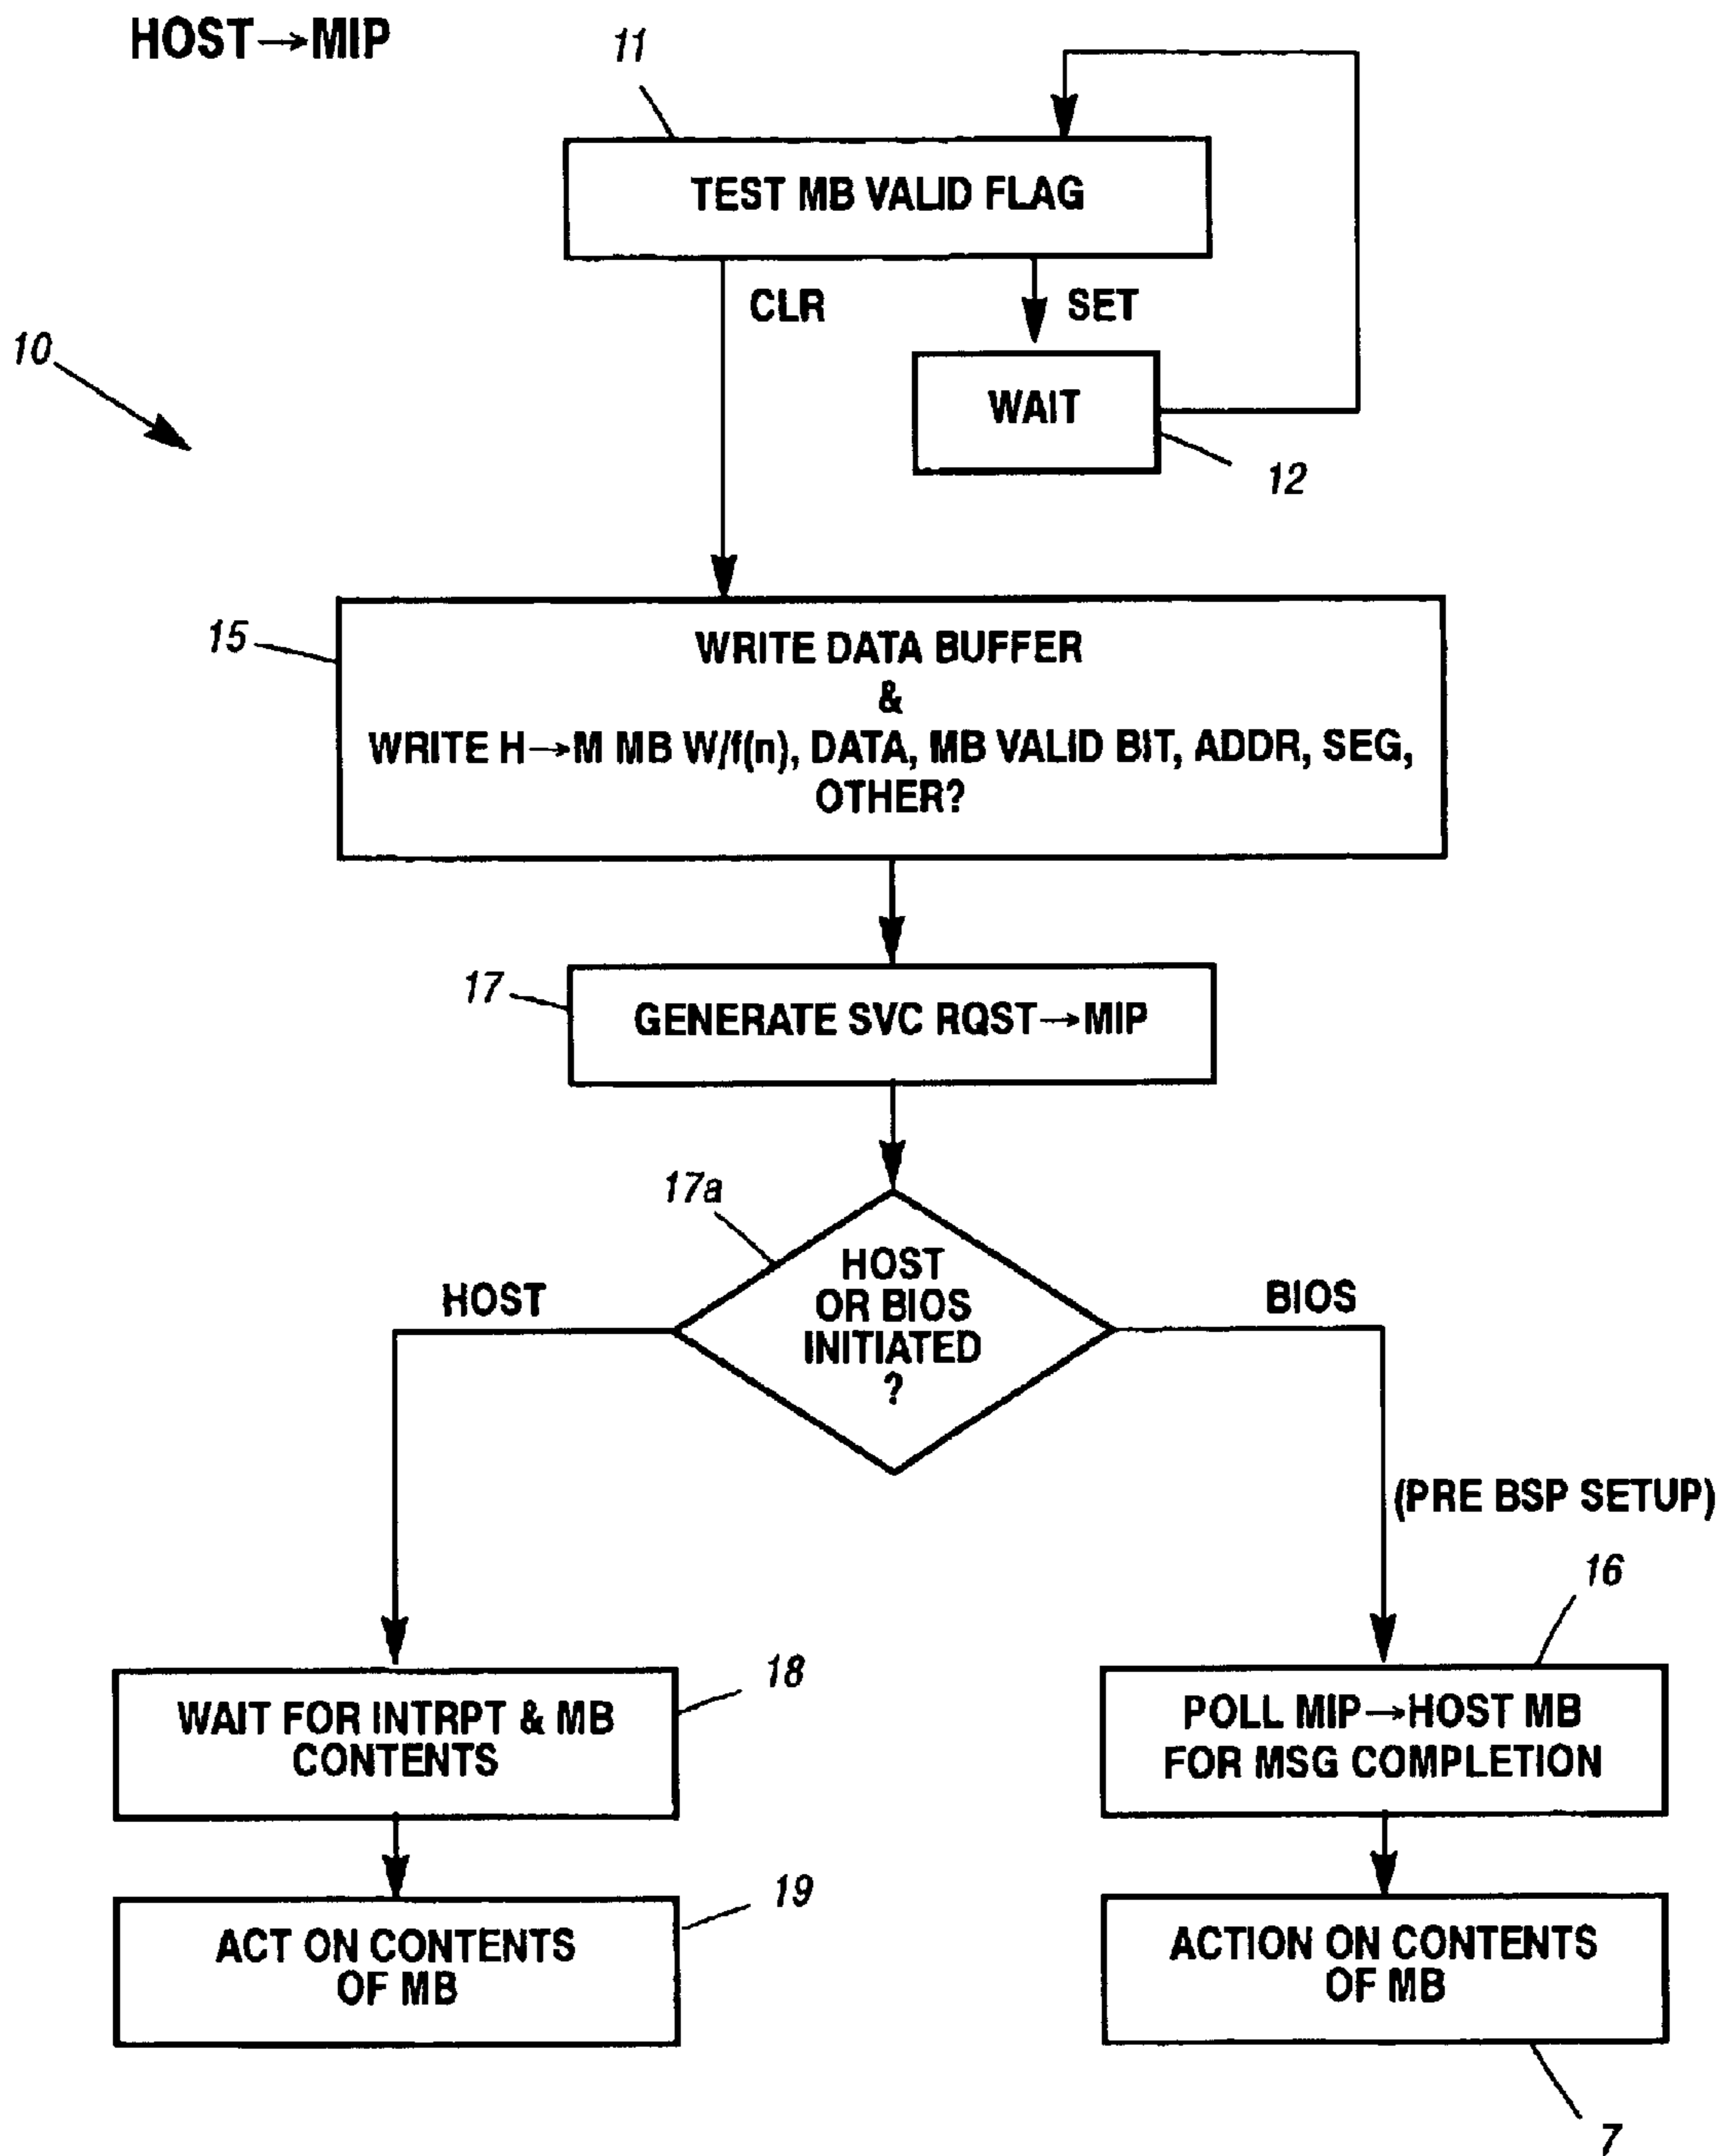 HOST→MIP
11
TEST MB VALID FLAG
CLR
SET
10
WAIT
12
15
WRITE DATA BUFFER
&
WRITE H→M MB W/f(n), DATA, MB VALID BIT, ADDR, SEG,
OTHER?
17
GENERATE SVC RQST→MIP
17a
HOST
OR BIOS
INITIATED
?
HOST
BIOS
(PRE BSP SETUP)
16
18
WAIT FOR INTRPT & MB
CONTENTS
POLL MIP→HOST MB
FOR MSG COMPLETION
19
ACT ON CONTENTS
OF MB
ACTION ON CONTENTS
OF MB
7